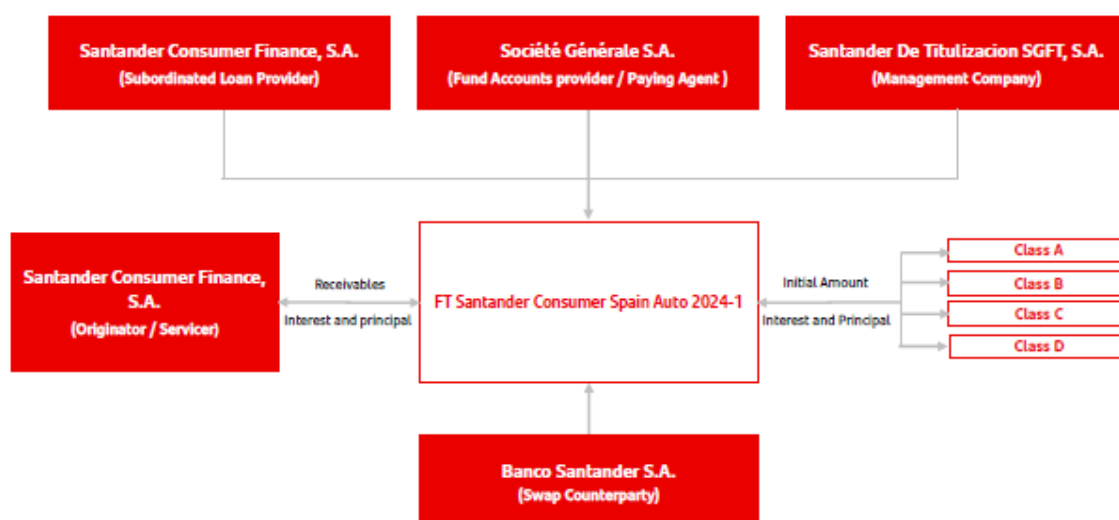 Santander Consumer Finance, S.A.
(Subordinated Loan Provider)
Société Générale S.A.
(Fund Accounts provider / Paying Agent )
Santander De Titulizacion SGFT, S.A.
(Management Company)
Santander Consumer Finance,
S.A.
(Originator / Servicer)
Receivables
Interest and principal
FT Santander Consumer Spain Auto 2024-1
Initial Amount
Interest and Principal
Class A
Class B
Class C
Class D
Banco Santander S.A.
(Swap Counterparty)